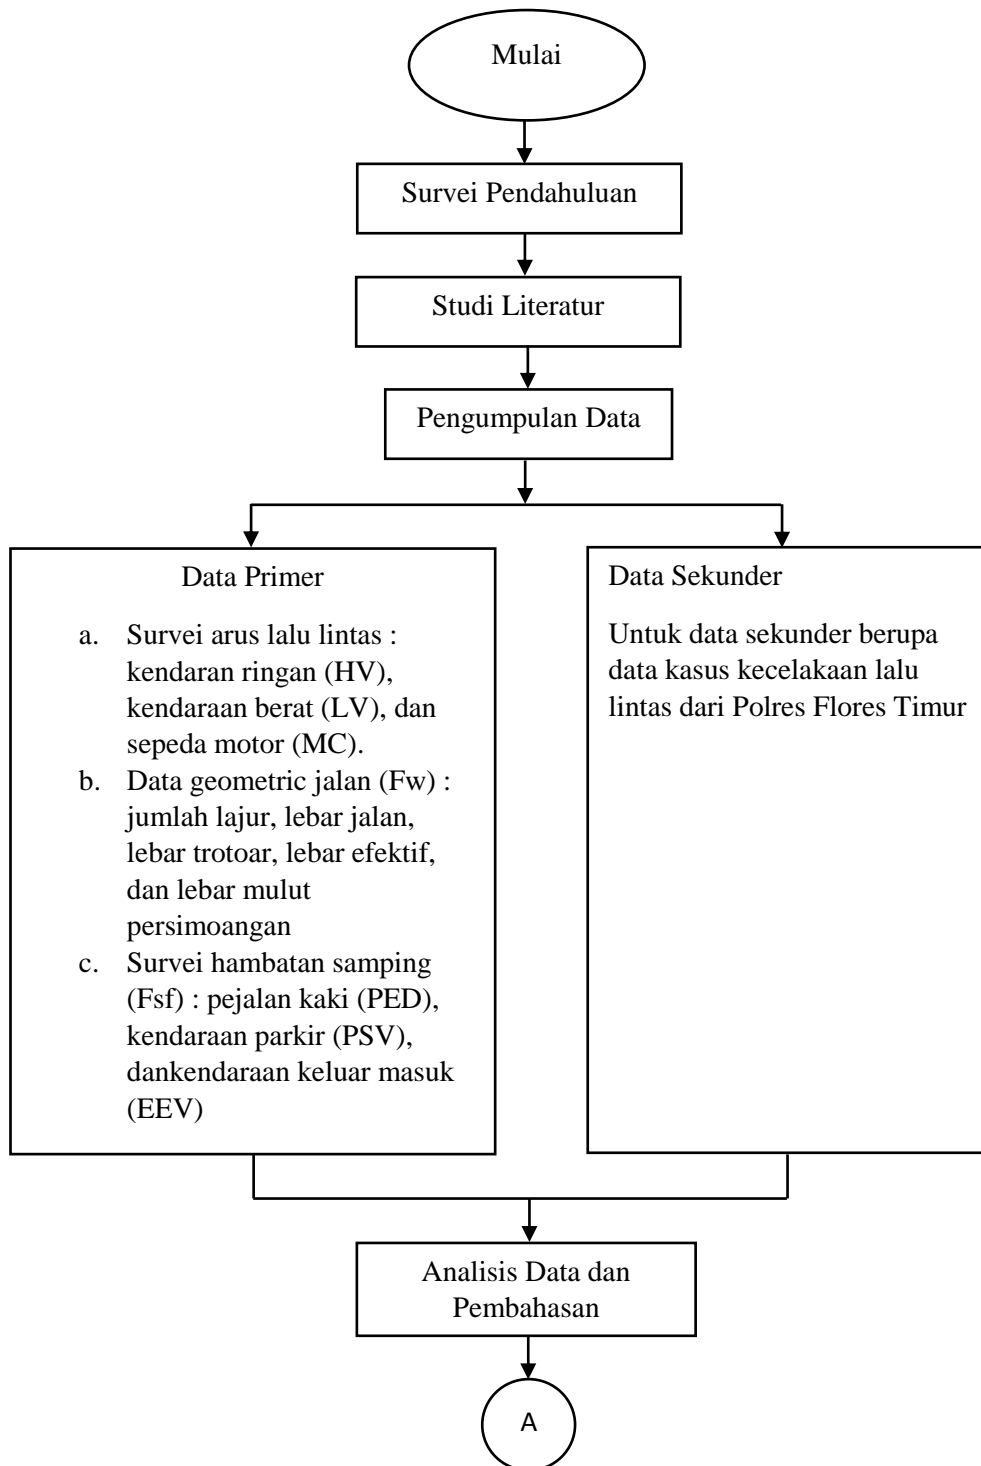 Mulai
Survei Pendahuluan
Studi Literatur
Pengumpulan Data
Data Primer
a. Survei arus lalu lintas :
kendaran ringan (HV),
kendaraan berat (LV), dan
sepeda motor (MC).
b. Data geometric jalan (Fw) :
jumlah lajur, lebar jalan,
lebar trotoar, lebar efektif,
dan lebar mulut
persimoangan
c. Survei hambatan samping
(Fsf) : pejalan kaki (PED),
kendaraan parkir (PSV),
dankendaraan keluar masuk
(EEV)
Data Sekunder
Untuk data sekunder berupa
data kasus kecelakaan lalu
lintas dari Polres Flores Timur
Analisis Data dan
Pembahasan
A